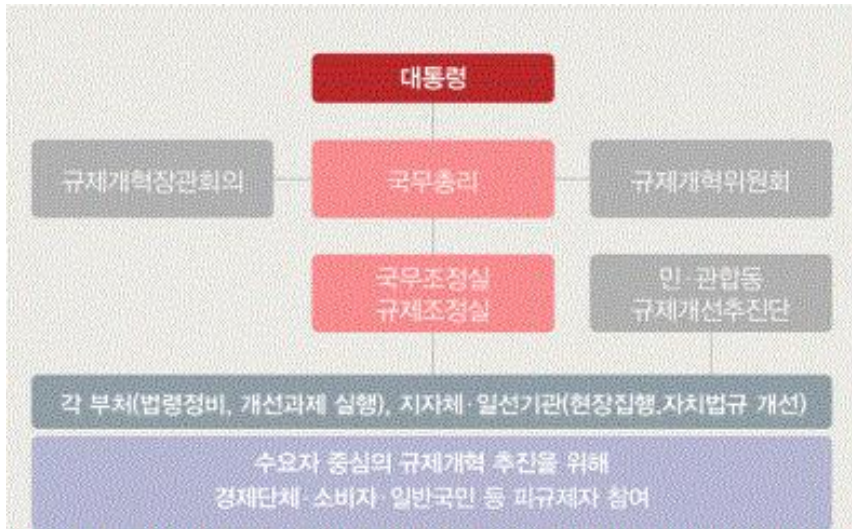 대통령
규제개혁장관회의
국무총리
규제개혁위원회
국무조정실
규제조정실
민·관합동
규제개선추진단
각 부처(법령정비, 개선과제 실행), 지자체·일선기관(현장집행,자치법규 개선)
수요자 중심의 규제개혁 추진을 위해
경제단체·소비자·일반국민 등 피규제자 참여